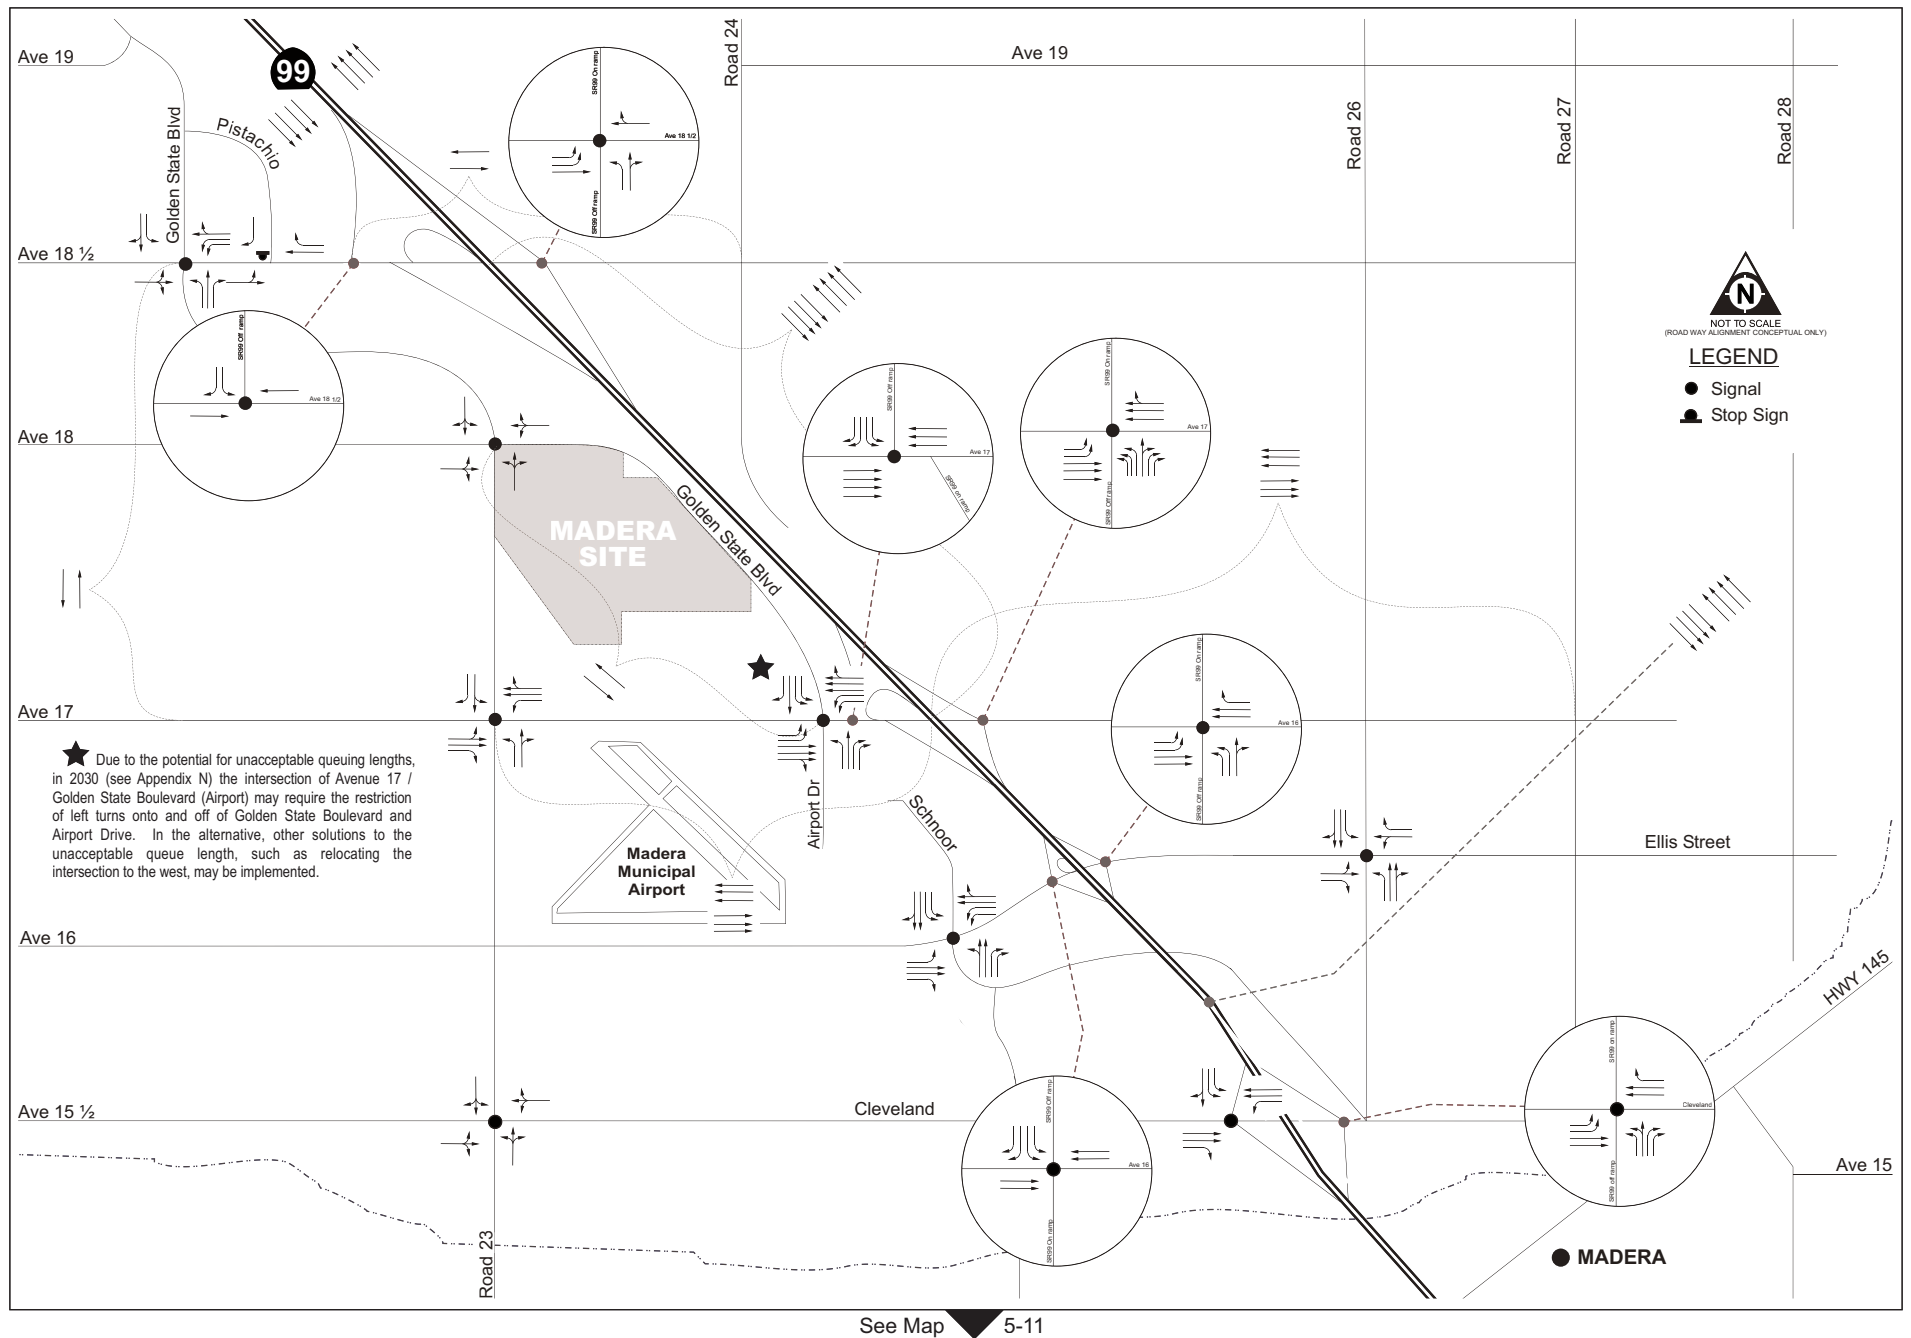 Road 24
Ave 19
Ave 19
99
SR99 On ramp
Ave 18 1/2
SR99 Off ramp
Golden State Blvd
Pistachio
Road 26
Road 27
Road 28
Ave 18 ½
N
NOT TO SCALE
(ROAD WAY ALIGNMENT CONCEPTUAL ONLY)
LEGEND
Signal
Stop Sign
SR99 Off ramp
Ave 18 1/2
SR99 Off ramp
Ave 17
SR99 on ramp
SR99 On ramp
Ave 17
SR99 Off ramp
Ave 18
Golden State Blvd
MADERA
SITE
SR99 On ramp
Ave 16
SR99 Off ramp
Ave 17
Due to the potential for unacceptable queuing lengths,
in 2030 (see Appendix N) the intersection of Avenue 17 /
Golden State Boulevard (Airport) may require the restriction
of left turns onto and off of Golden State Boulevard and
Airport Drive. In the alternative, other solutions to the
unacceptable queue length, such as relocating the
intersection to the west, may be implemented.
Airport Dr
Schnoor
Ellis Street
Madera
Municipal
Airport
Ave 16
HWY 145
SR99 on ramp
Cleveland
SR99 off ramp
Ave 15 ½
Cleveland
SR99 Off ramp
Ave 16
SR99 On ramp
Ave 15
Road 23
MADERA
See Map 5-11